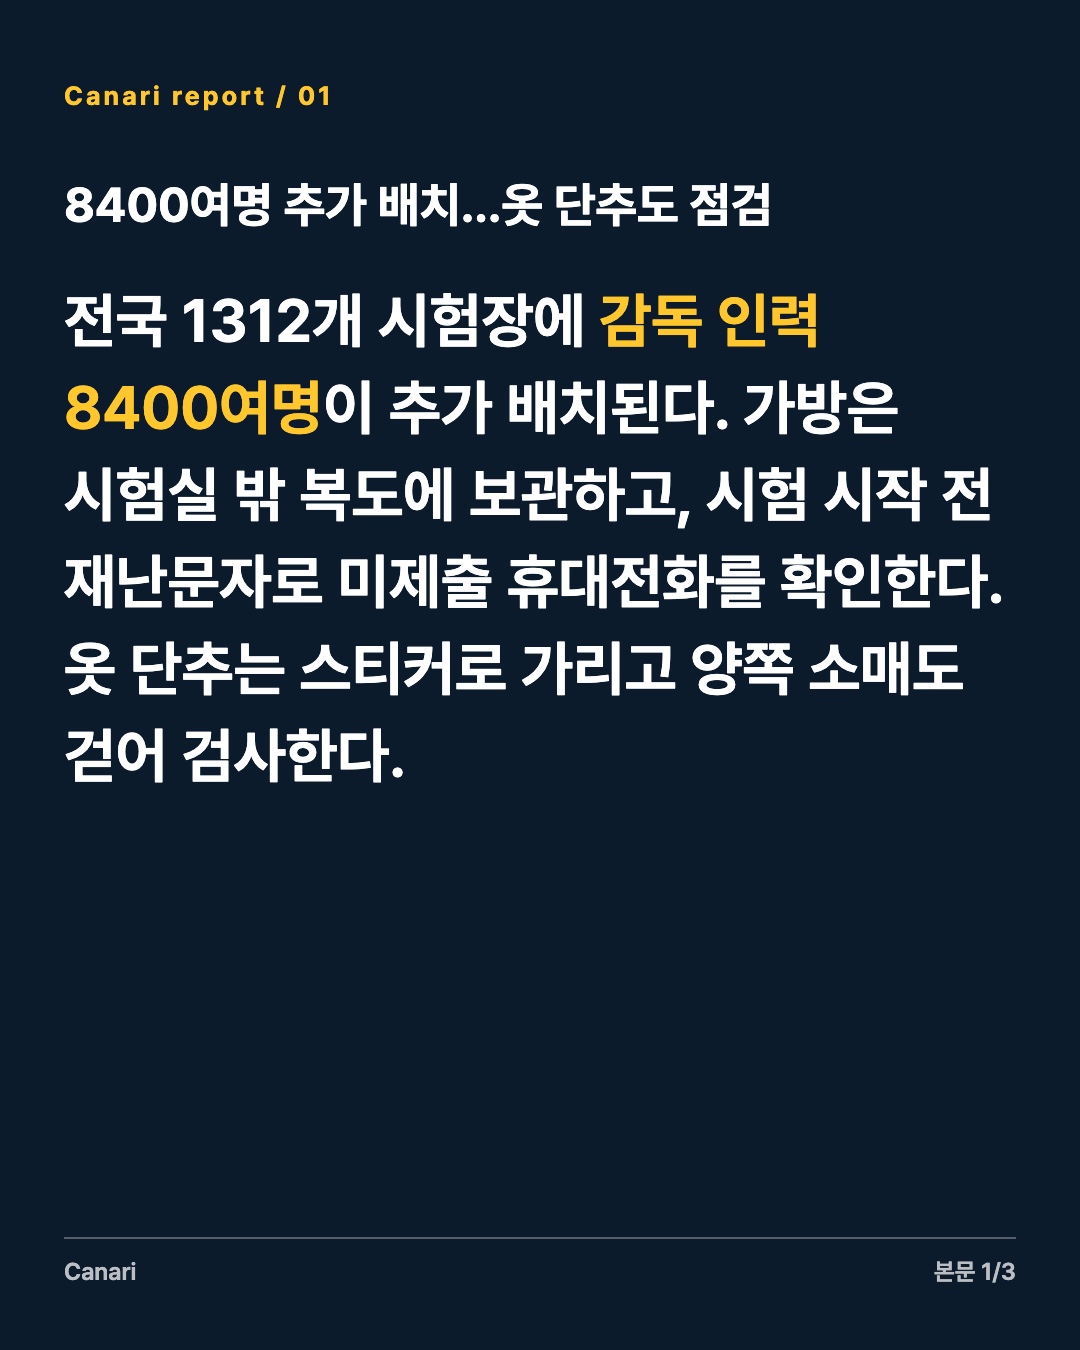 Canari report / 01
8400여명 추가 배치...옷 단추도 점검
전국 1312개 시험장에 감독 인력
8400여명이 추가 배치된다. 가방은
시험실 밖 복도에 보관하고, 시험 시작 전
재난문자로 미제출 휴대전화를 확인한다.
옷 단추는 스티커로 가리고 양쪽 소매도
걷어 검사한다.
Canari
본문 1/3